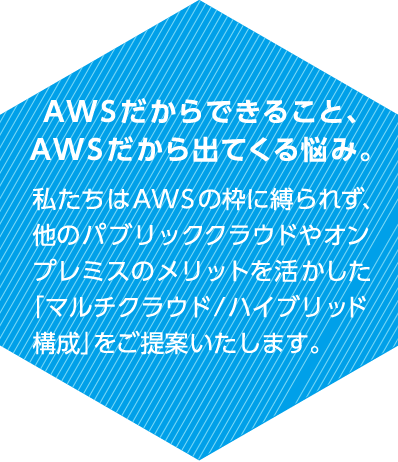 AWSだからできること、
AWSだから出てくる悩み。
私たちはAWSの枠に縛られず、
他のパブリッククラウドやオン
プレミスのメリットを活かした
「マルチクラウド/ハイブリッド
構成」をご提案いたします。